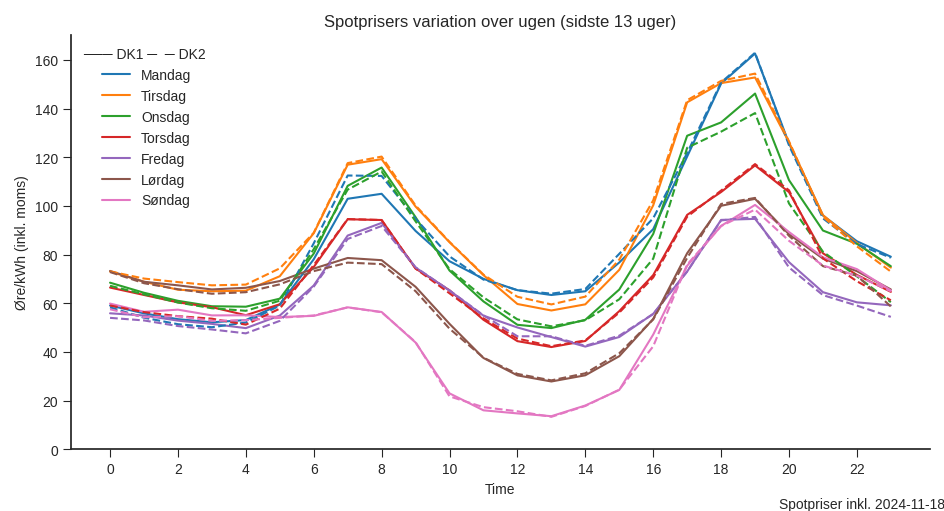 Spotprisers variation over ugen (sidste 13 uger)
Øre/kWh (inkl. moms)
160
140
120
100
80
60
40
20
0
DK1 DK2
Mandag
Tirsdag
Onsdag
Torsdag
Fredag
Lørdag
Søndag
0 2 4 6 8 10 12 14 16 18 20 22
Time
Spotpriser inkl. 2024-11-18